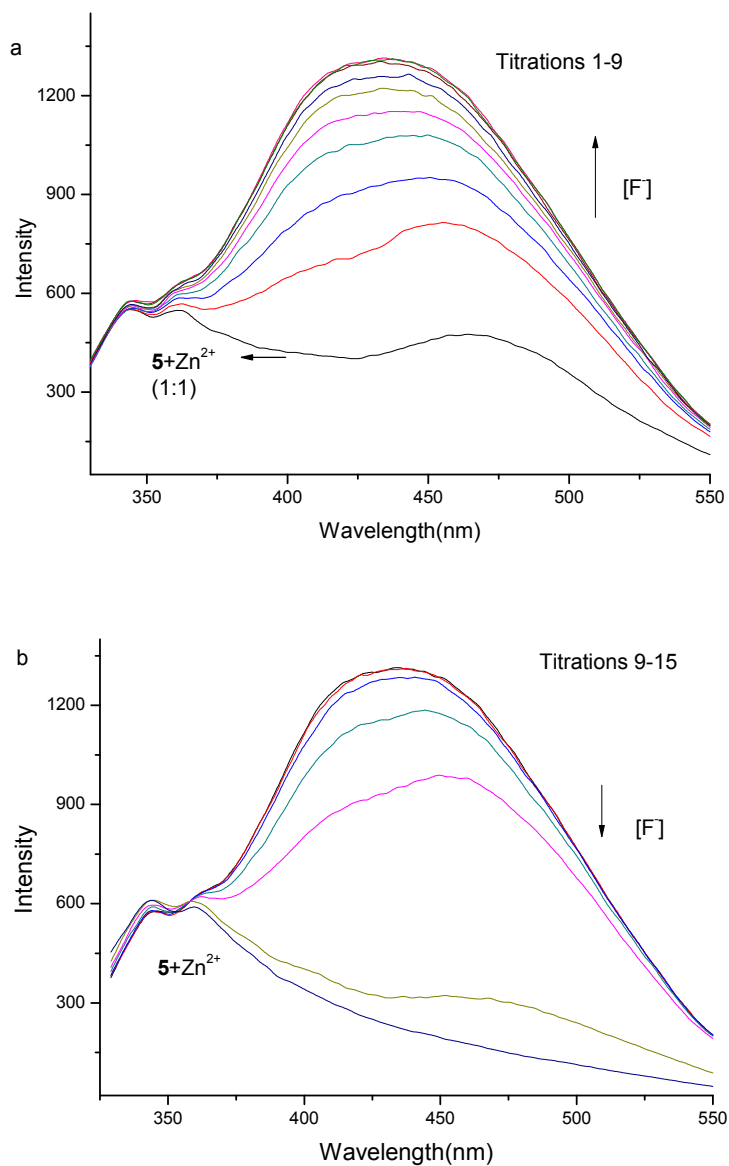 a
Titrations 1-9
1200
900
600
300
Intensity
[F⁻]
5+Zn²⁺
(1:1)
350 400 450 500 550
Wavelength(nm)
b
Titrations 9-15
1200
900
600
300
Intensity
[F⁻]
5+Zn²⁺
350 400 450 500 550
Wavelength(nm)